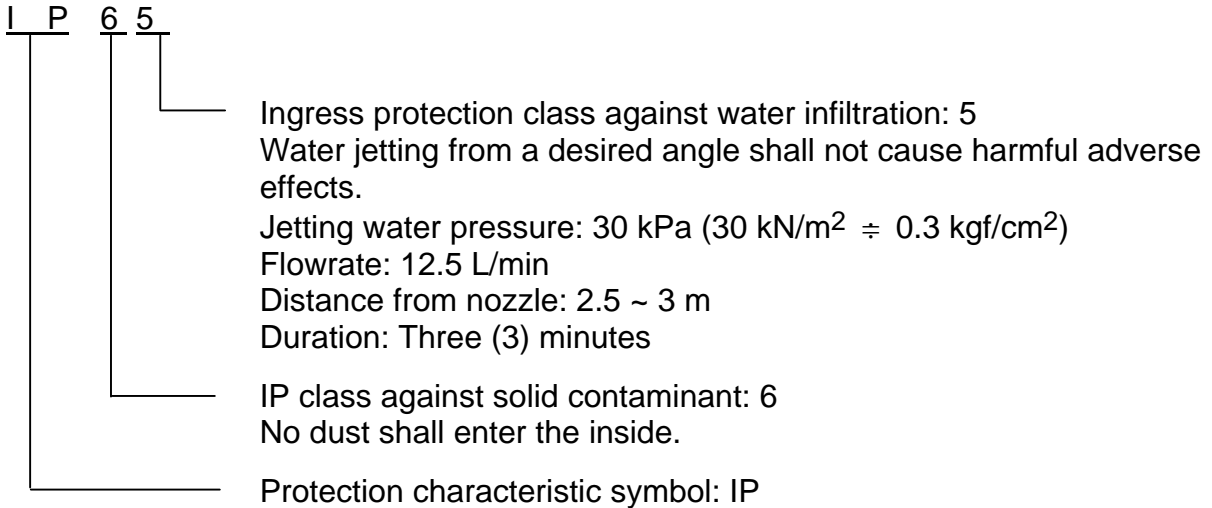 I P 6 5
Ingress protection class against water infiltration: 5
Water jetting from a desired angle shall not cause harmful adverse
effects.
Jetting water pressure: 30 kPa (30 kN/m2 ≑ 0.3 kgf/cm2)
Flowrate: 12.5 L/min
Distance from nozzle: 2.5 ~ 3 m
Duration: Three (3) minutes
IP class against solid contaminant: 6
No dust shall enter the inside.
Protection characteristic symbol: IP